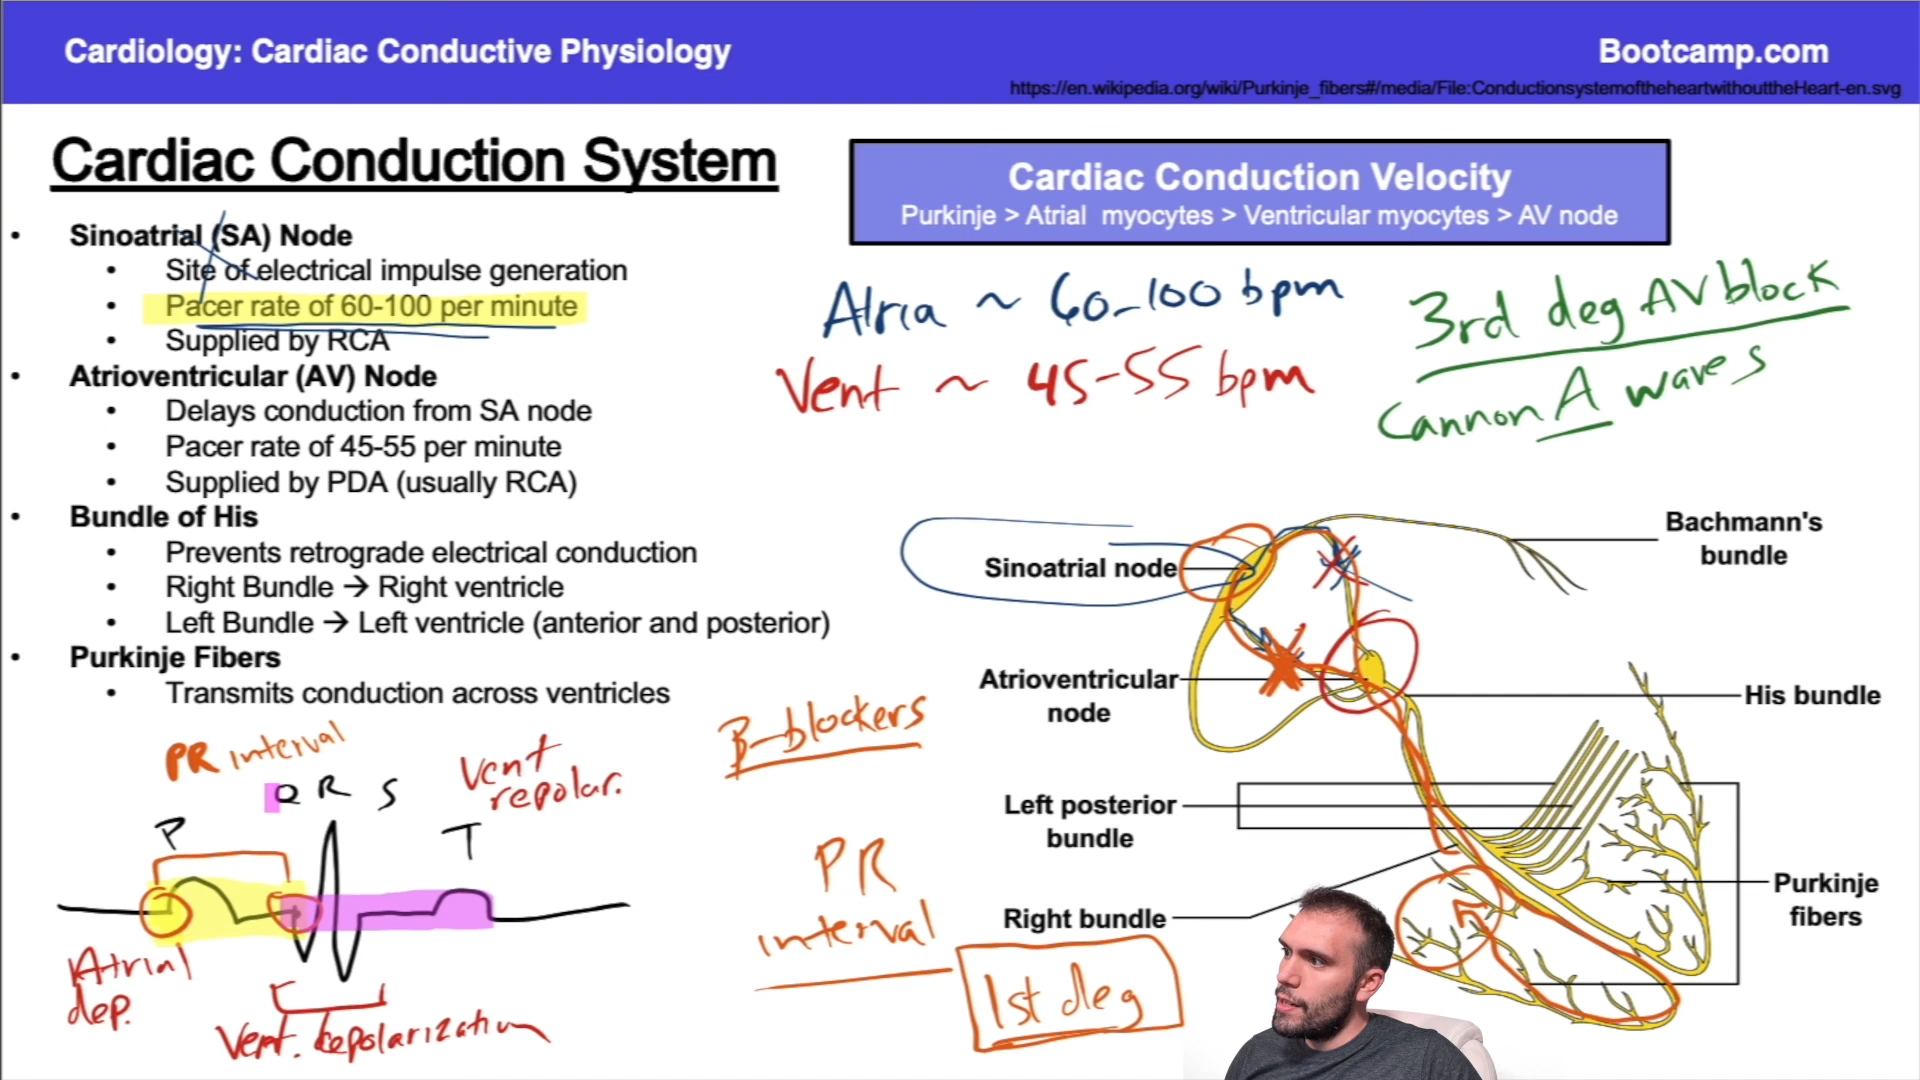 Cardiology: Cardiac Conductive Physiology
Bootcamp.com
https://en.wikipedia.org/wiki/Purkinje_fibers#/media/File:ConductionsystemoftheheartwithouttheHeart-en.svg
Cardiac Conduction System
• Sinoatrial (SA) Node
• Site of electrical impulse generation
• Pacer rate of 60-100 per minute
• Supplied by RCA
• Atrioventricular (AV) Node
• Delays conduction from SA node
• Pacer rate of 45-55 per minute
• Supplied by PDA (usually RCA)
• Bundle of His
• Prevents retrograde electrical conduction
• Right Bundle → Right ventricle
• Left Bundle → Left ventricle (anterior and posterior)
• Purkinje Fibers
• Transmits conduction across ventricles
Cardiac Conduction Velocity
Purkinje > Atrial myocytes > Ventricular myocytes > AV node
Atria ~ 60-100 bpm
Vent ~ 45-55 bpm
3rd deg AV block
Cannon A waves
Bachmann's
bundle
Sinoatrial node
Atrioventricular
node
His bundle
Left posterior
bundle
Purkinje
fibers
Right bundle
B-blockers
PR
interval
1st deg
PR interval
Vent
repolar.
Q R S
P
T
Atrial
dep.
Vent. depolarization